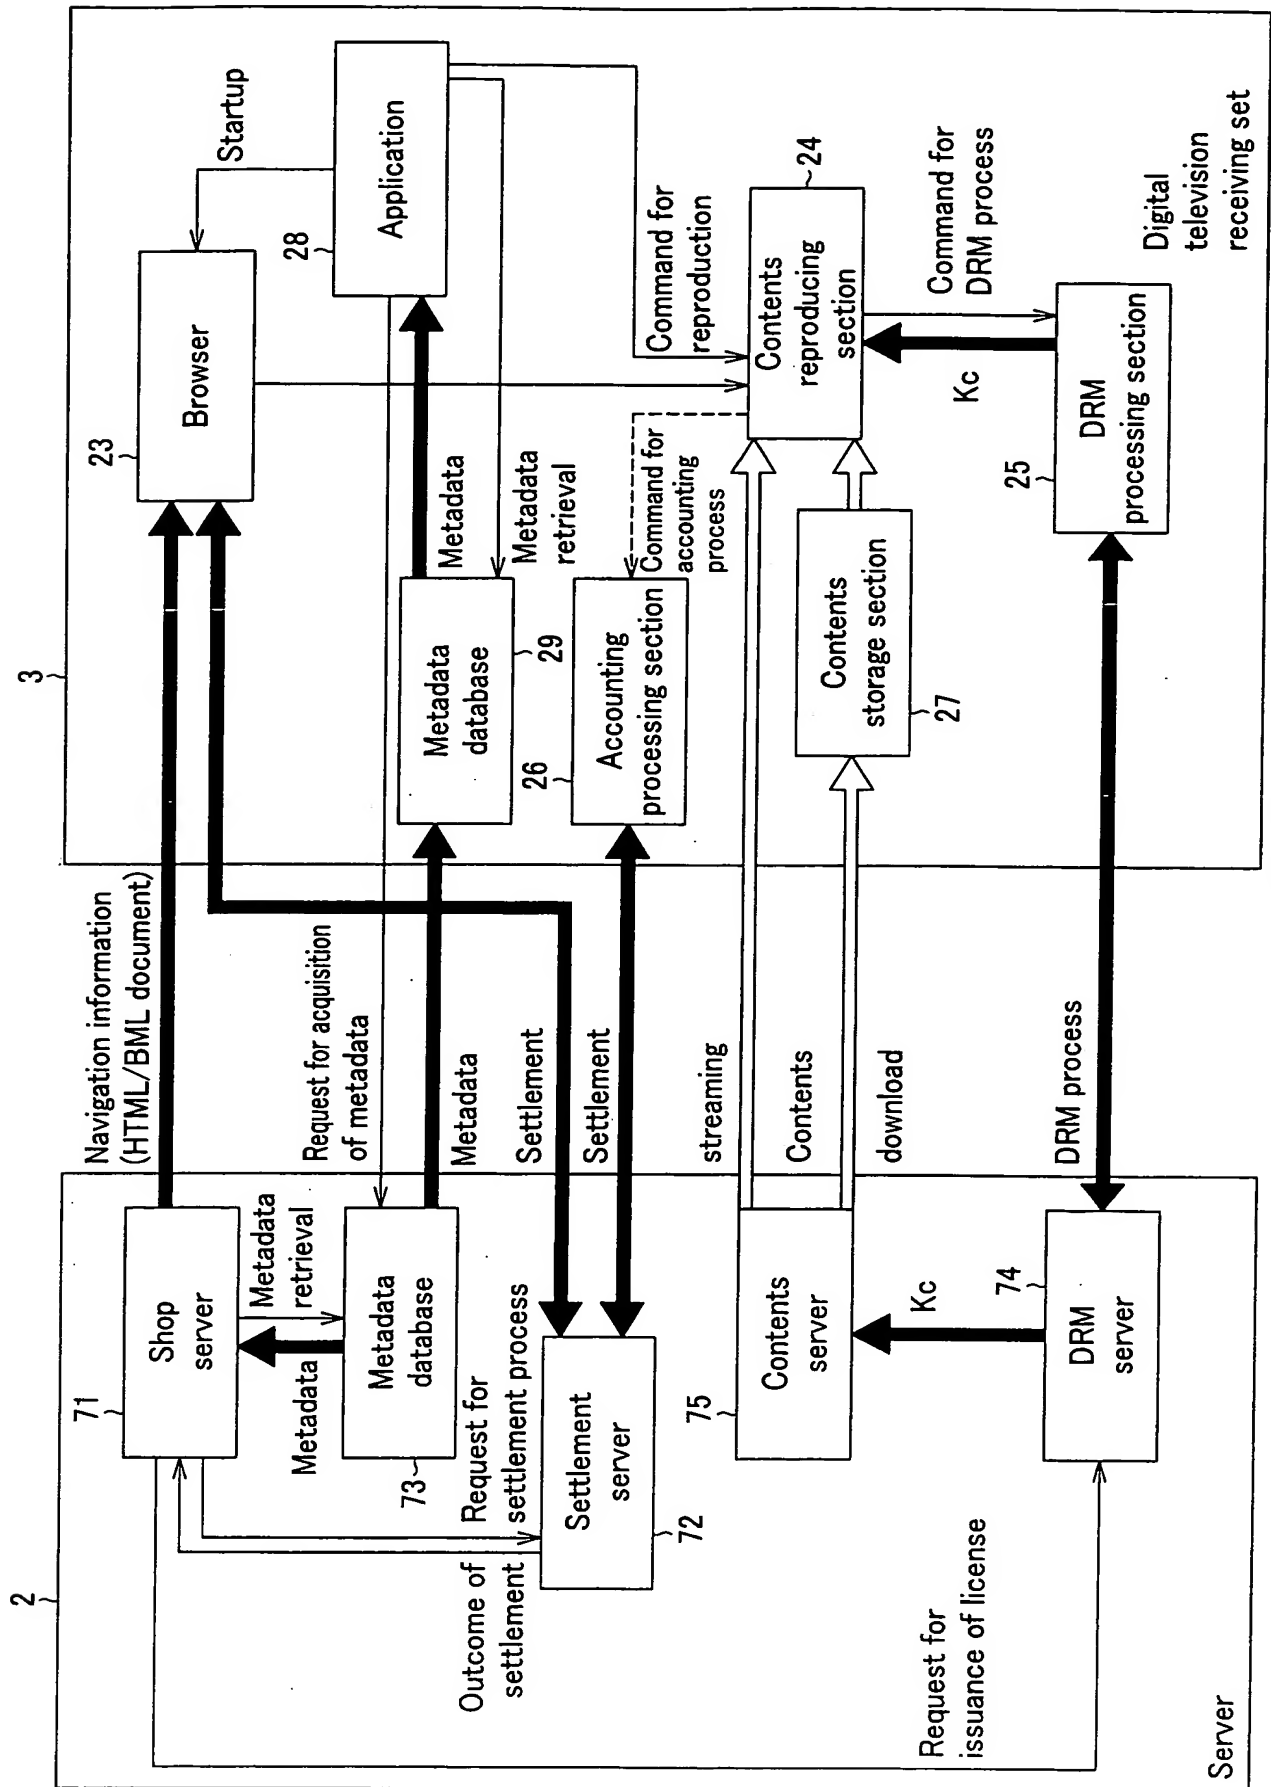 2
Server
71
Shop
server
Metadata
Metadata
retrieval
Metadata
database
73
Outcome of
settlement
Request for
settlement process
Settlement
server
72
Contents
server
75
Kc
DRM
server
74
Request for
issuance of license
Navigation information
(HTML/BML document)
Request for acquisition
of metadata
Metadata
Settlement
Settlement
streaming
Contents
download
DRM process
3
23
Browser
Startup
28
Application
Metadata
Metadata
retrieval
Metadata
database
29
26
Accounting
processing section
Command for
accounting
process
Command for
reproduction
Contents
reproducing
section
24
Contents
storage section
27
Kc
Command for
DRM process
25
DRM
processing section
Digital
television
receiving set